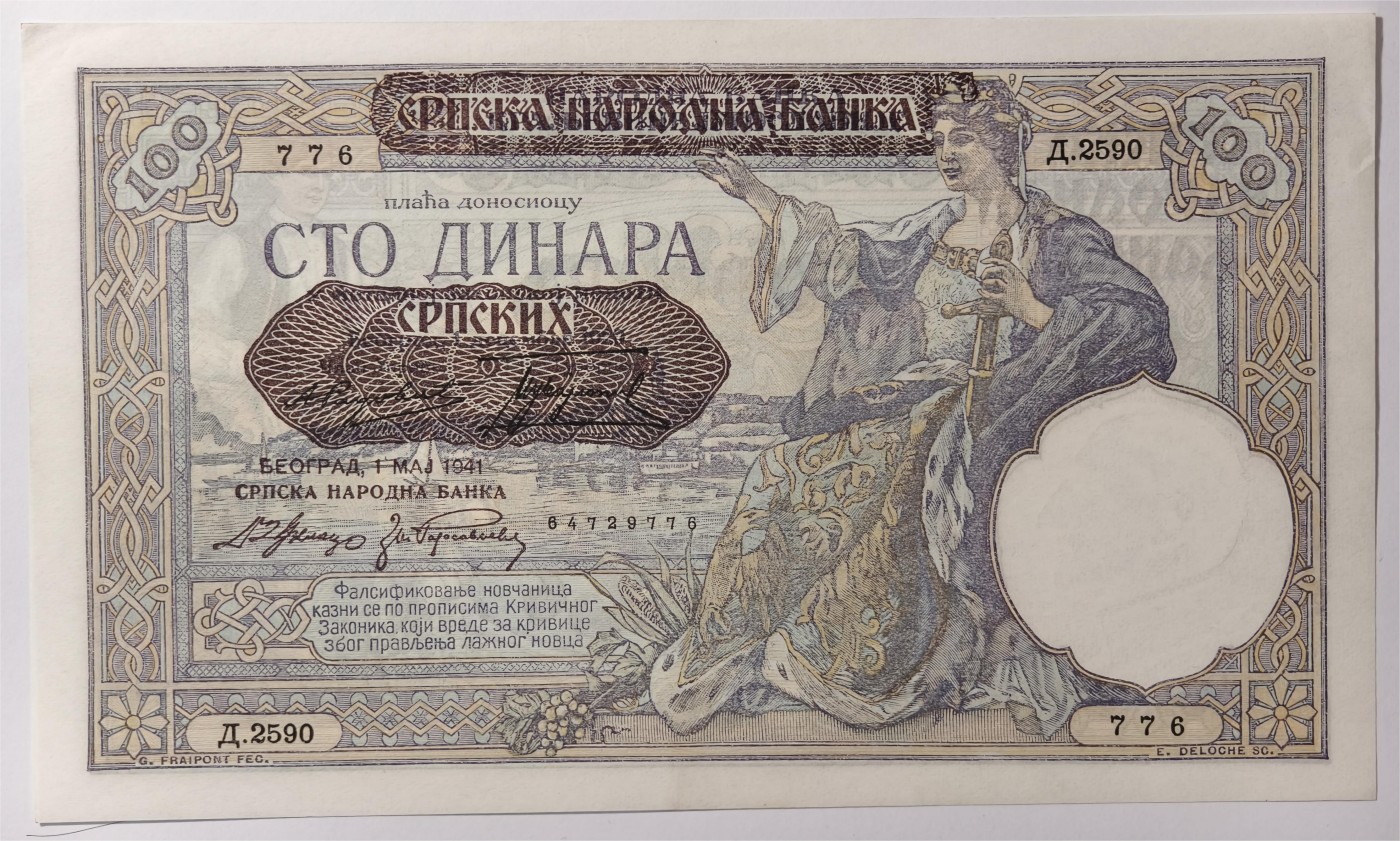 СРПСКА НАРОДНА БАНКА
100
776
Д.2590
100
плаћа доносиоцу
СТО ДИНАРА
СРПСКИХ
БЕОГРАД, 1 МАЈ 1941
СРПСКА НАРОДНА БАНКА
64729776
Фалсификовање новчаница
казни се по прописима Кривичног
Законика, који вреде за кривице
због прављења лажног новца
Д.2590
776
G. FRAIPONT FEC.
E. DELOCHE SC.